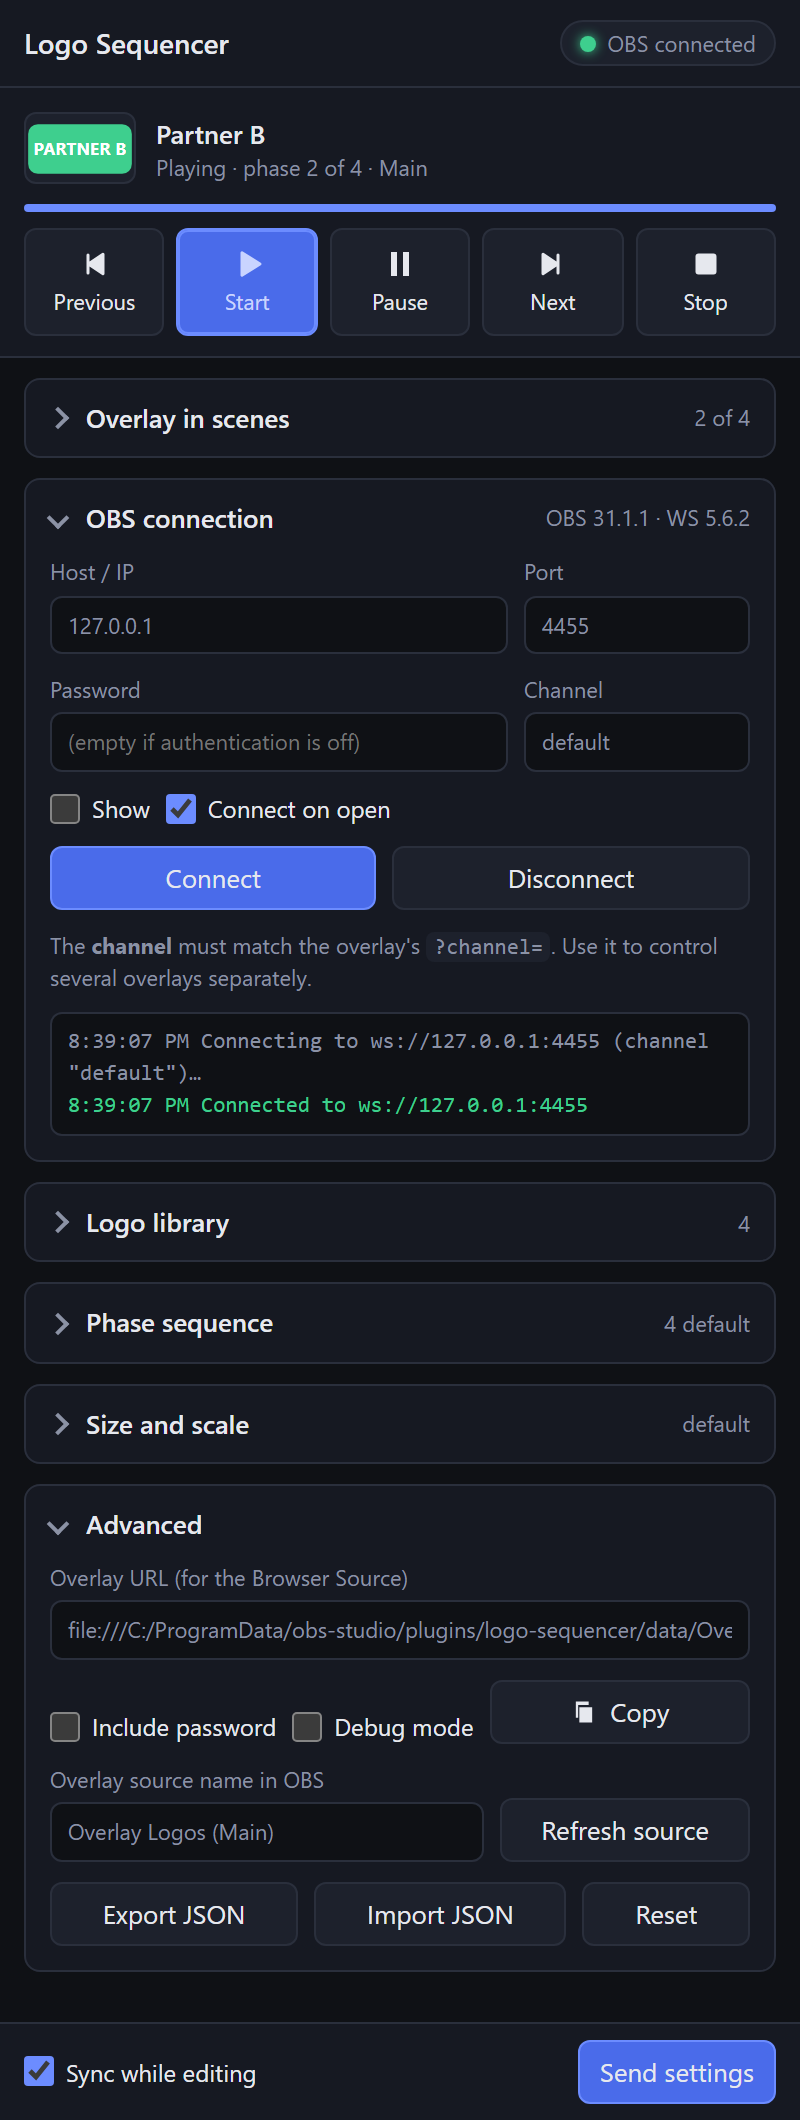 Logo Sequencer
OBS connected
PARTNER B
Partner B
Playing · phase 2 of 4 · Main
Previous
Start
Pause
Next
Stop
Overlay in scenes
2 of 4
OBS connection
OBS 31.1.1 · WS 5.6.2
Host / IP
Port
127.0.0.1
4455
Password
Channel
(empty if authentication is off)
default
Show
Connect on open
Connect
Disconnect
The channel must match the overlay's ?channel=. Use it to control
several overlays separately.
8:39:07 PM Connecting to ws://127.0.0.1:4455 (channel
"default")…
8:39:07 PM Connected to ws://127.0.0.1:4455
Logo library
4
Phase sequence
4 default
Size and scale
default
Advanced
Overlay URL (for the Browser Source)
file:///C:/ProgramData/obs-studio/plugins/logo-sequencer/data/Ove
Include password
Debug mode
Copy
Overlay source name in OBS
Overlay Logos (Main)
Refresh source
Export JSON
Import JSON
Reset
Sync while editing
Send settings